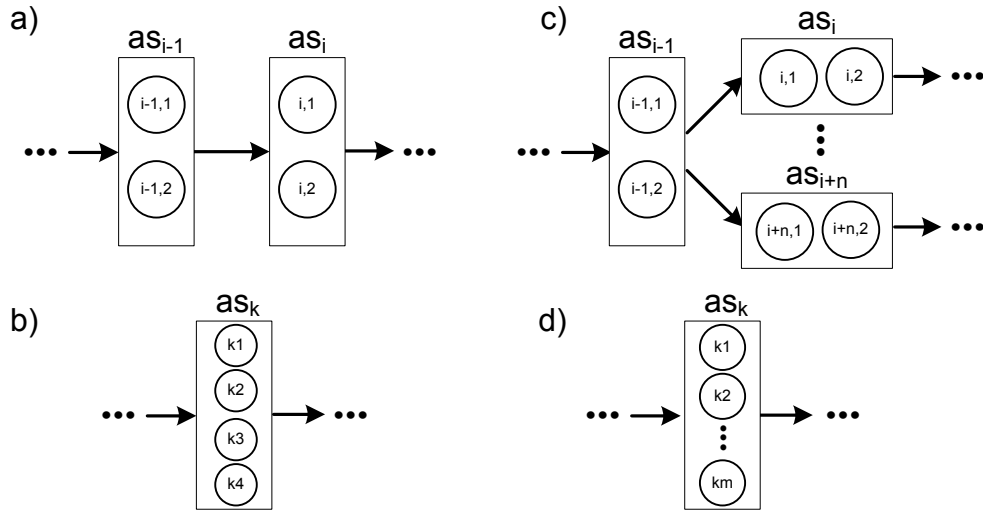 a)
as_{i-1}
as_i
i-1,1
i,1
i-1,2
i,2
c)
as_{i-1}
as_i
i-1,1
i,1
i,2
i-1,2
as_{i+n}
i+n,1
i+n,2
b)
as_k
k1
k2
k3
k4
d)
as_k
k1
k2
km